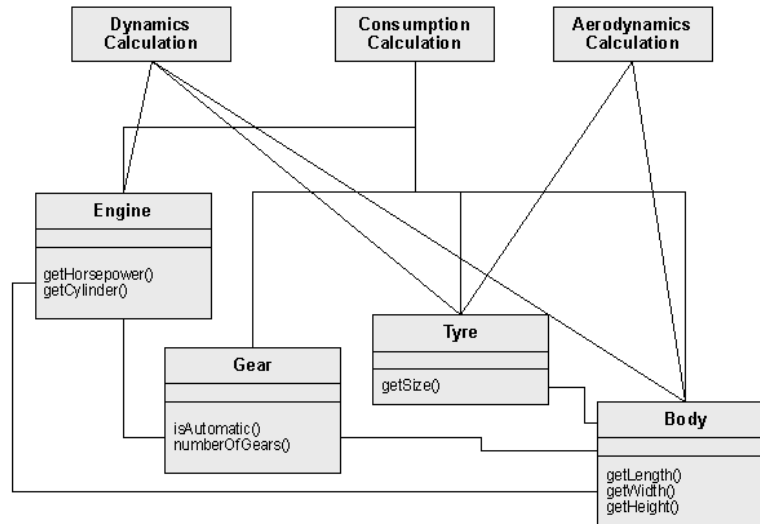 Dynamics
Calculation
Consumption
Calculation
Aerodynamics
Calculation
Engine
getHorsepower()
getCylinder()
Tyre
getSize()
Gear
isAutomatic()
numberOfGears()
Body
getLength()
getWidth()
getHeight()